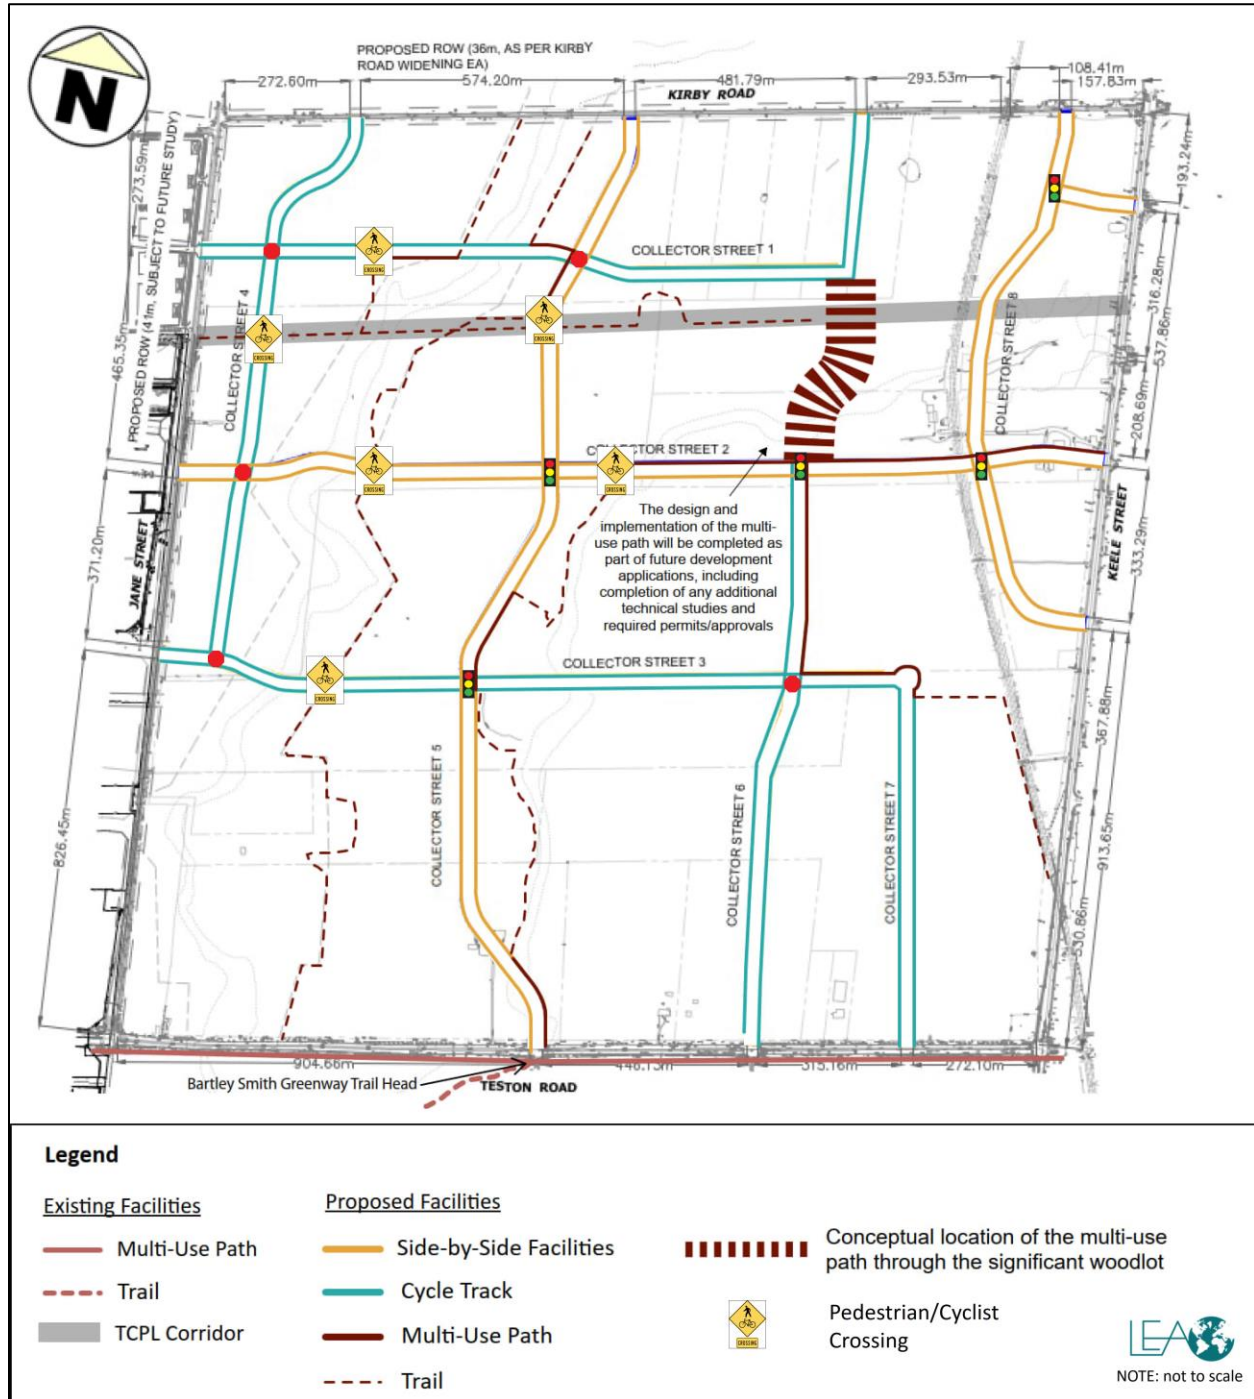 PROPOSED ROW (36m, AS PER KIRBY
ROAD WIDENING EA)
272.60m
574.20m
481.79m
293.53m
108.41m
157.83m
KIRBY ROAD
N
193.24m
273.59m
PROPOSED ROW (41m, SUBJECT TO FUTURE STUDY)
COLLECTOR STREET 1
CROSSING
COLLECTOR STREET 4
CROSSING
CROSSING
COLLECTOR STREET 8
316.28m
537.86m
208.69m
465.35m
COLLECTOR STREET 2
CROSSING
CROSSING
JANE STREET
371.20m
KEELE STREET
333.29m
The design and
implementation of the multi-
use path will be completed as
part of future development
applications, including
completion of any additional
technical studies and
required permits/approvals
COLLECTOR STREET 3
CROSSING
COLLECTOR STREET 5
COLLECTOR STREET 6
COLLECTOR STREET 7
367.88m
913.65m
530.86m
826.45m
904.66m
315.16m
272.10m
Bartley Smith Greenway Trail Head
TESTON ROAD
Legend
Existing Facilities
Multi-Use Path
Trail
TCPL Corridor
Proposed Facilities
Side-by-Side Facilities
Cycle Track
Multi-Use Path
Trail
Conceptual location of the multi-use
path through the significant woodlot
CROSSING
Pedestrian/Cyclist
Crossing
LEA
NOTE: not to scale